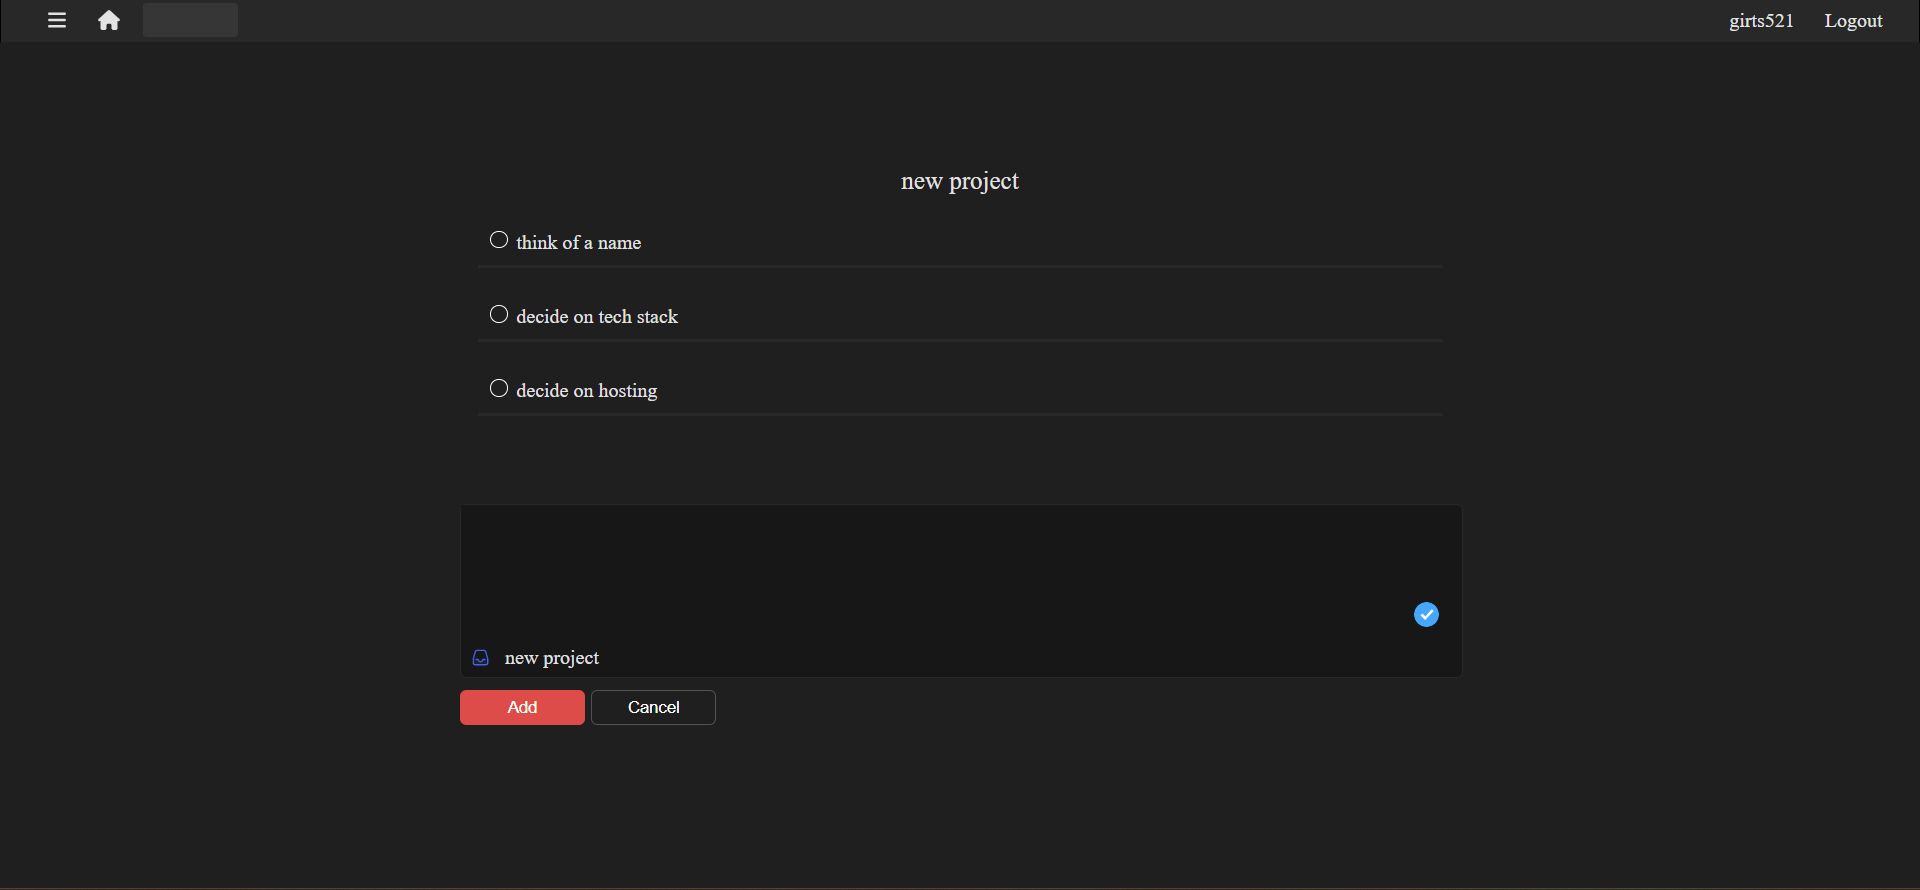 girts521 Logout
new project
think of a name
decide on tech stack
decide on hosting
new project
Add Cancel